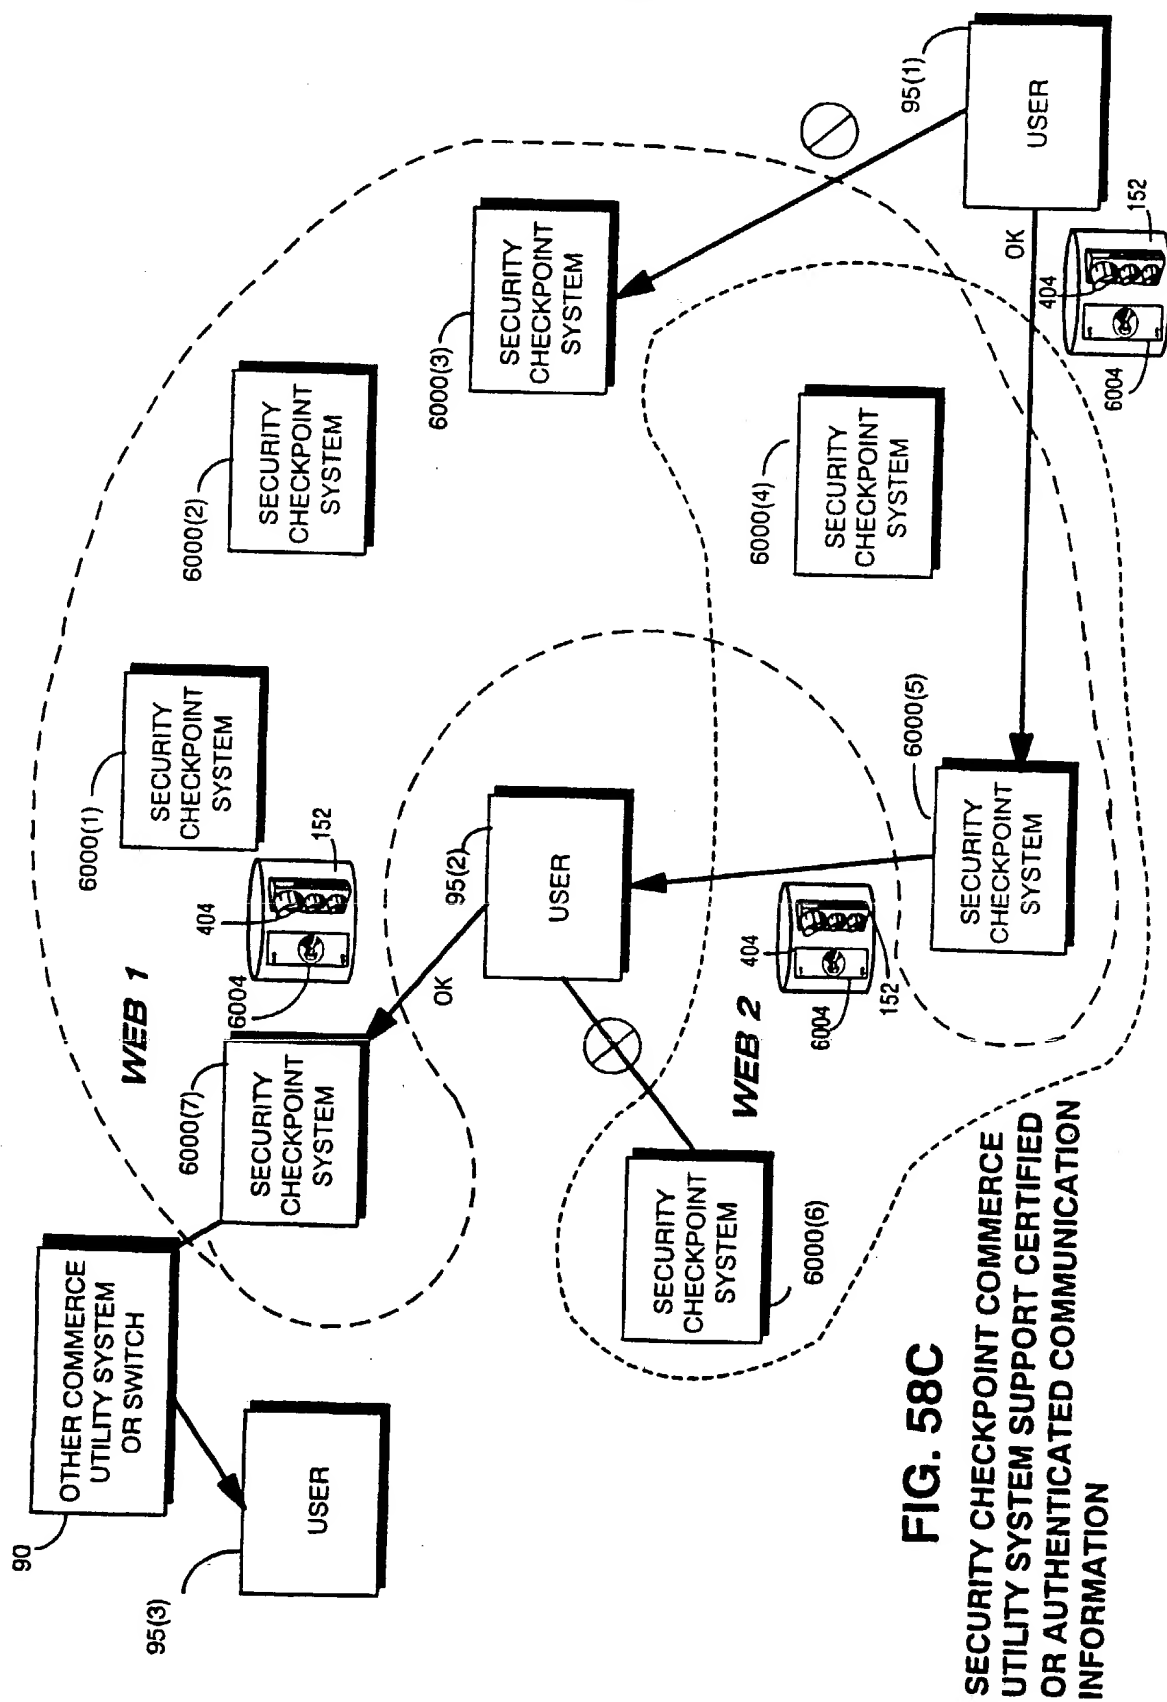 90
OTHER COMMERCE
UTILITY SYSTEM
OR SWITCH
95(3)
USER
6000(7)
SECURITY
CHECKPOINT
SYSTEM
WEB 1
6004
404
152
6000(1)
SECURITY
CHECKPOINT
SYSTEM
6000(2)
SECURITY
CHECKPOINT
SYSTEM
6000(3)
SECURITY
CHECKPOINT
SYSTEM
OK
95(2)
USER
SECURITY
CHECKPOINT
SYSTEM
6000(6)
WEB 2
404
6004
152
6000(4)
SECURITY
CHECKPOINT
SYSTEM
6000(5)
SECURITY
CHECKPOINT
SYSTEM
95(1)
USER
OK
404
152
6004
FIG. 58C
SECURITY CHECKPOINT COMMERCE
UTILITY SYSTEM SUPPORT CERTIFIED
OR AUTHENTICATED COMMUNICATION
INFORMATION